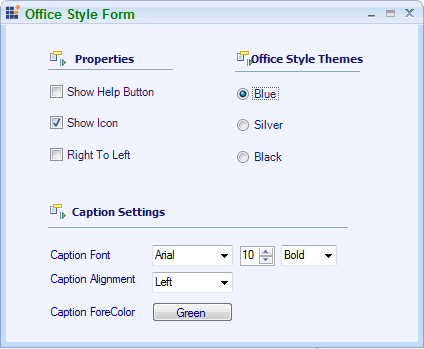 Office Style Form
Properties
Office Style Themes
Show Help Button
Blue
Show Icon
Silver
Right To Left
Black
Caption Settings
Caption Font Arial 10 Bold
Caption Alignment Left
Caption ForeColor Green